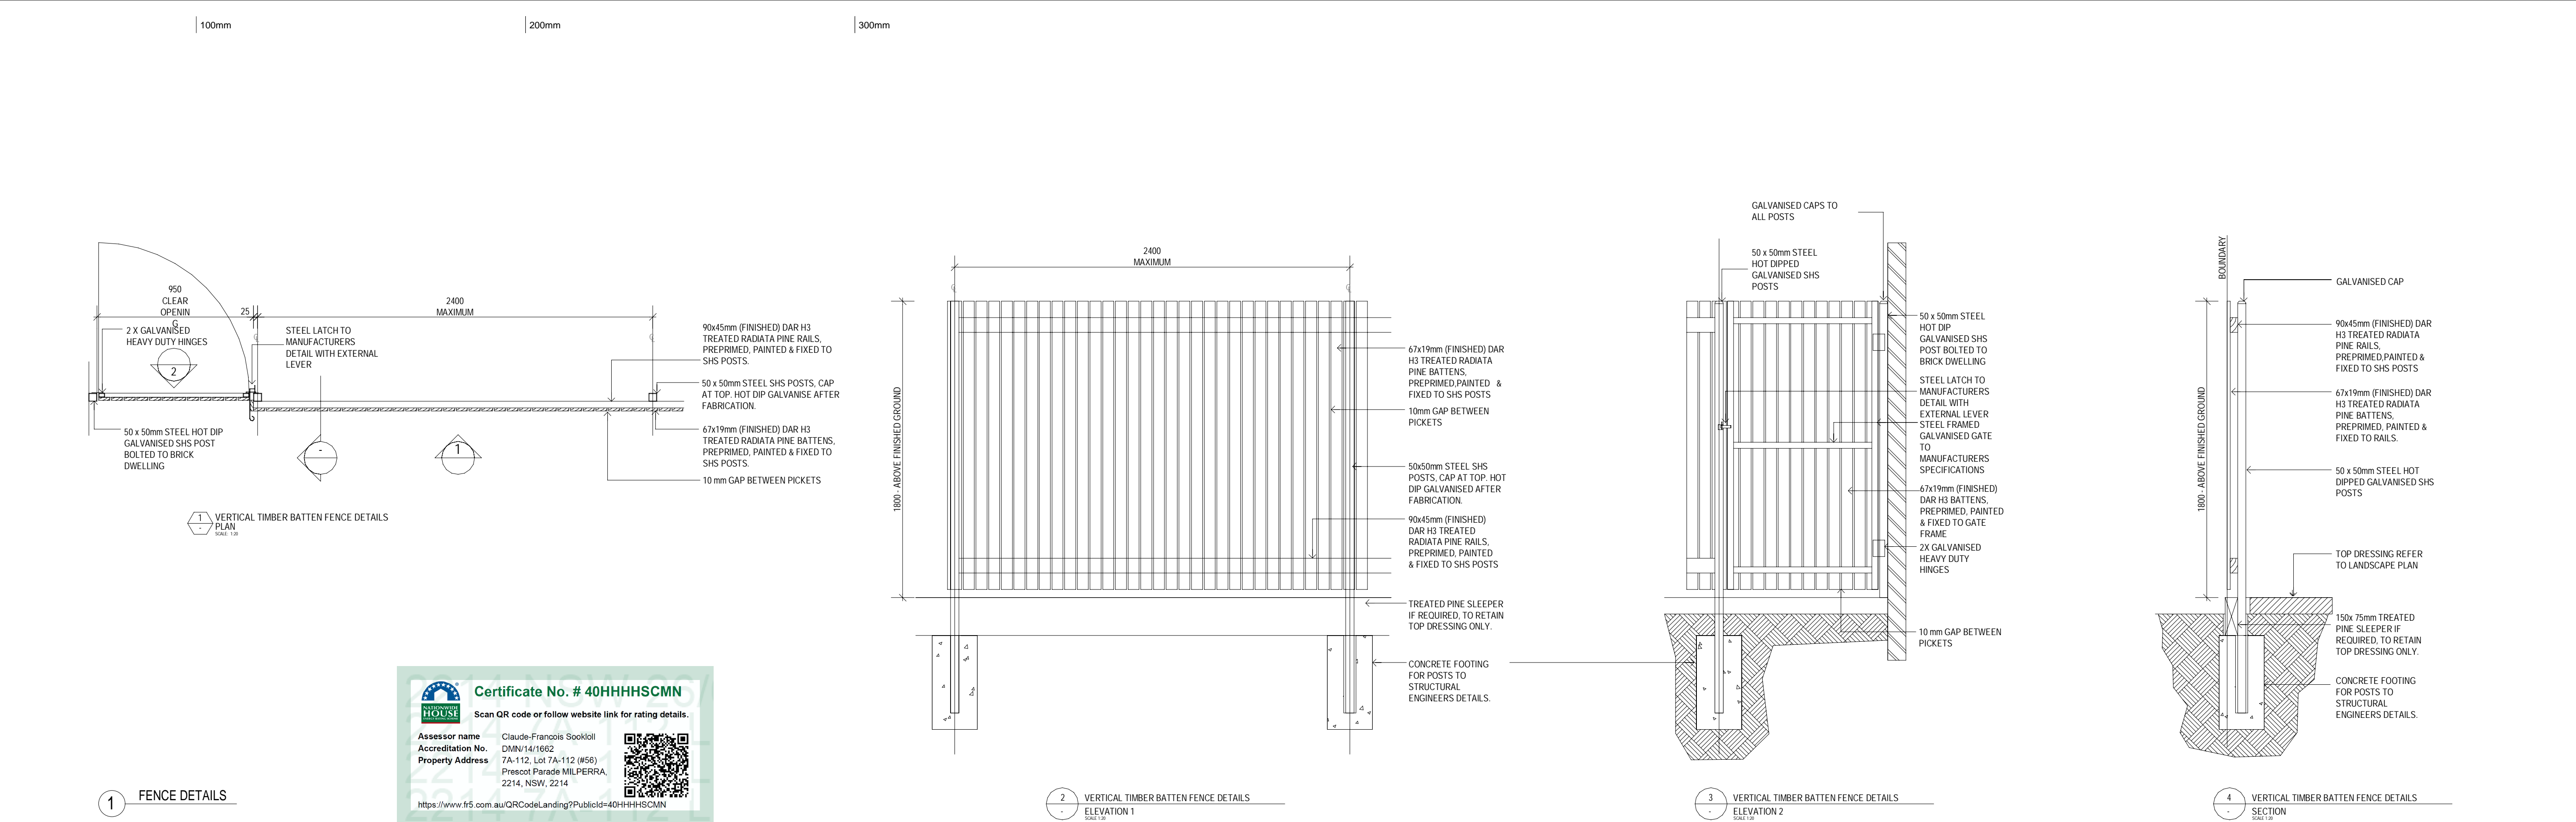 100mm
200mm
300mm
950
CLEAR
OPENIN
G
25
2400
MAXIMUM
2 X GALVANISED
HEAVY DUTY HINGES
STEEL LATCH TO
MANUFACTURERS
DETAIL WITH EXTERNAL
LEVER
2
90x45mm (FINISHED) DAR H3
TREATED RADIATA PINE RAILS,
PREPRIMED, PAINTED & FIXED TO
SHS POSTS.
50 x 50mm STEEL SHS POSTS, CAP
AT TOP. HOT DIP GALVANISE AFTER
FABRICATION.
67x19mm (FINISHED) DAR H3
TREATED RADIATA PINE BATTENS,
PREPRIMED, PAINTED & FIXED TO
SHS POSTS.
10 mm GAP BETWEEN PICKETS
50 x 50mm STEEL HOT DIP
GALVANISED SHS POST
BOLTED TO BRICK
DWELLING
-
1
1
-
VERTICAL TIMBER BATTEN FENCE DETAILS
PLAN
SCALE 1:20
1
FENCE DETAILS
NATIONWIDE
HOUSE
Certificate No. # 40HHHHSCMN
Scan QR code or follow website link for rating details.
Assessor name Claude-Francois Sookloll
Accreditation No. DMN/14/1662
Property Address 7A-112, Lot 7A-112 (#56)
Prescot Parade MILPERRA,
2214, NSW, 2214
https://www.fr5.com.au/QRCodeLanding?PublicId=40HHHHSCMN
2400
MAXIMUM
1800 - ABOVE FINISHED GROUND
67x19mm (FINISHED) DAR
H3 TREATED RADIATA
PINE BATTENS,
PREPRIMED,PAINTED &
FIXED TO SHS POSTS
10mm GAP BETWEEN
PICKETS
50x50mm STEEL SHS
POSTS, CAP AT TOP. HOT
DIP GALVANISED AFTER
FABRICATION.
90x45mm (FINISHED)
DAR H3 TREATED
RADIATA PINE RAILS,
PREPRIMED, PAINTED
& FIXED TO SHS POSTS
TREATED PINE SLEEPER
IF REQUIRED, TO RETAIN
TOP DRESSING ONLY.
CONCRETE FOOTING
FOR POSTS TO
STRUCTURAL
ENGINEERS DETAILS.
2
-
VERTICAL TIMBER BATTEN FENCE DETAILS
ELEVATION 1
SCALE 1:20
GALVANISED CAPS TO
ALL POSTS
50 x 50mm STEEL
HOT DIPPED
GALVANISED SHS
POSTS
50 x 50mm STEEL
HOT DIP
GALVANISED SHS
POST BOLTED TO
BRICK DWELLING
STEEL LATCH TO
MANUFACTURERS
DETAIL WITH
EXTERNAL LEVER
STEEL FRAMED
GALVANISED GATE
TO
MANUFACTURERS
SPECIFICATIONS
67x19mm (FINISHED)
DAR H3 BATTENS,
PREPRIMED, PAINTED
& FIXED TO GATE
FRAME
2X GALVANISED
HEAVY DUTY
HINGES
10 mm GAP BETWEEN
PICKETS
3
-
VERTICAL TIMBER BATTEN FENCE DETAILS
ELEVATION 2
SCALE 1:20
BOUNDARY
1800 - ABOVE FINISHED GROUND
GALVANISED CAP
90x45mm (FINISHED) DAR
H3 TREATED RADIATA
PINE RAILS,
PREPRIMED,PAINTED &
FIXED TO SHS POSTS
67x19mm (FINISHED) DAR
H3 TREATED RADIATA
PINE BATTENS,
PREPRIMED, PAINTED &
FIXED TO RAILS.
50 x 50mm STEEL HOT
DIPPED GALVANISED SHS
POSTS
TOP DRESSING REFER
TO LANDSCAPE PLAN
150x 75mm TREATED
PINE SLEEPER IF
REQUIRED, TO RETAIN
TOP DRESSING ONLY.
CONCRETE FOOTING
FOR POSTS TO
STRUCTURAL
ENGINEERS DETAILS.
4
-
VERTICAL TIMBER BATTEN FENCE DETAILS
SECTION
SCALE 1:20